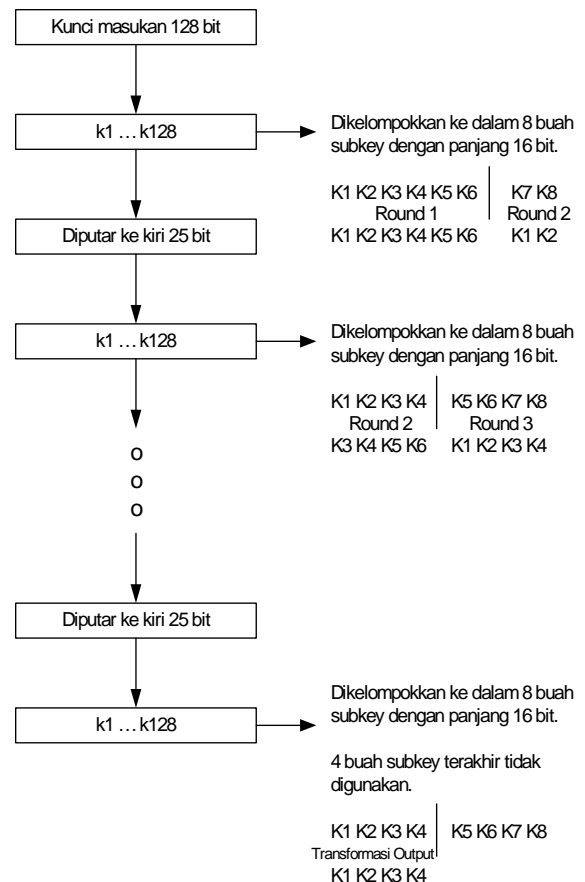 Kunci masukan 128 bit
k1 … k128
Dikelompokkan ke dalam 8 buah
subkey dengan panjang 16 bit.
K1 K2 K3 K4 K5 K6 K7 K8
Round 1 Round 2
K1 K2 K3 K4 K5 K6 K1 K2
Diputar ke kiri 25 bit
k1 … k128
Dikelompokkan ke dalam 8 buah
subkey dengan panjang 16 bit.
K1 K2 K3 K4 K5 K6 K7 K8
Round 2 Round 3
K3 K4 K5 K6 K1 K2 K3 K4
o
o
o
Diputar ke kiri 25 bit
k1 … k128
Dikelompokkan ke dalam 8 buah
subkey dengan panjang 16 bit.
4 buah subkey terakhir tidak
digunakan.
K1 K2 K3 K4 K5 K6 K7 K8
Transformasi Output
K1 K2 K3 K4